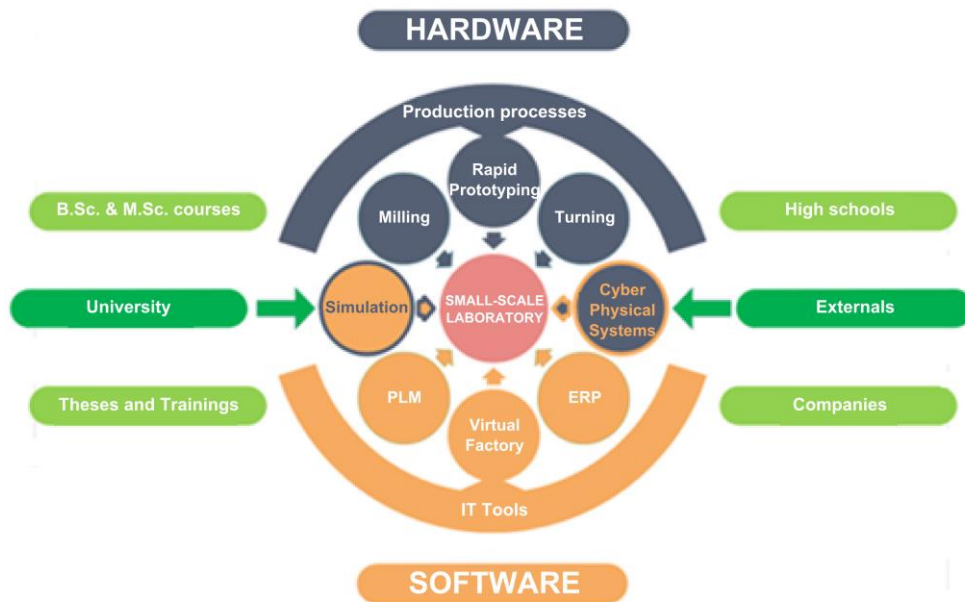 HARDWARE
Production processes
Rapid
Prototyping
Milling
Turning
B.Sc. & M.Sc. courses
High schools
University
Simulation
SMALL-SCALE
LABORATORY
Cyber
Physical
Systems
Externals
Theses and Trainings
PLM
Virtual
Factory
ERP
Companies
IT Tools
SOFTWARE